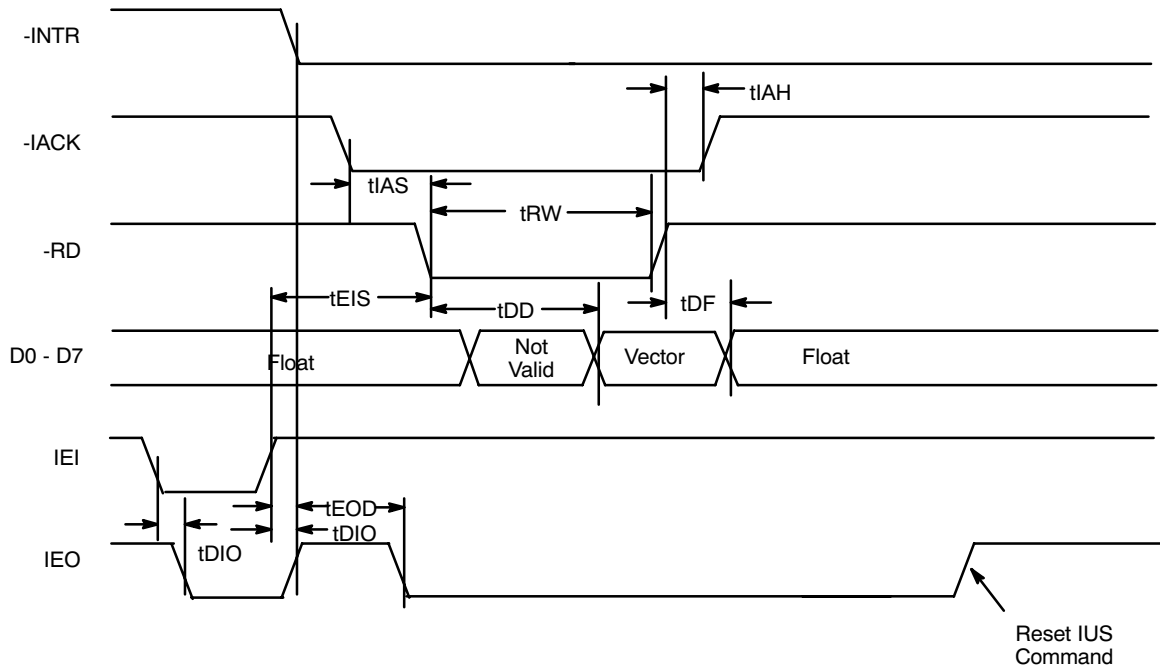 -INTR
tIAH
-IACK
tIAS
tRW
-RD
tEIS
tDD
tDF
D0 - D7
Float
Not
Valid
Vector
Float
IEI
tEOD
tDIO
tDIO
IEO
Reset IUS
Command